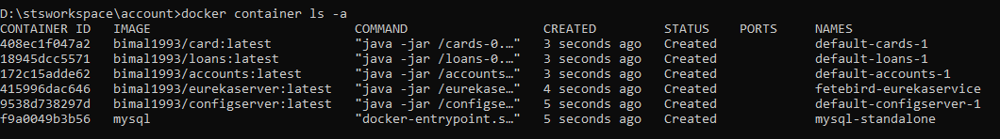 D:\stsworkspace\account>docker container ls -a
CONTAINER ID   IMAGE                           COMMAND                  CREATED         STATUS    PORTS     NAMES
408ec1f047a2   bimal1993/card:latest           "java -jar /cards-0.…"   3 seconds ago   Created             default-cards-1
18945dcc5571   bimal1993/loans:latest          "java -jar /loans-0.…"   3 seconds ago   Created             default-loans-1
172c15adde62   bimal1993/accounts:latest       "java -jar /accounts…"   3 seconds ago   Created             default-accounts-1
415996dac646   bimal1993/eurekaserver:latest   "java -jar /eurekase…"   4 seconds ago   Created             fetebird-eurekaservice
9538d738297d   bimal1993/configserver:latest   "java -jar /configse…"   5 seconds ago   Created             default-configserver-1
f9a0049b3b56   mysql                           "docker-entrypoint.s…"   5 seconds ago   Created             mysql-standalone